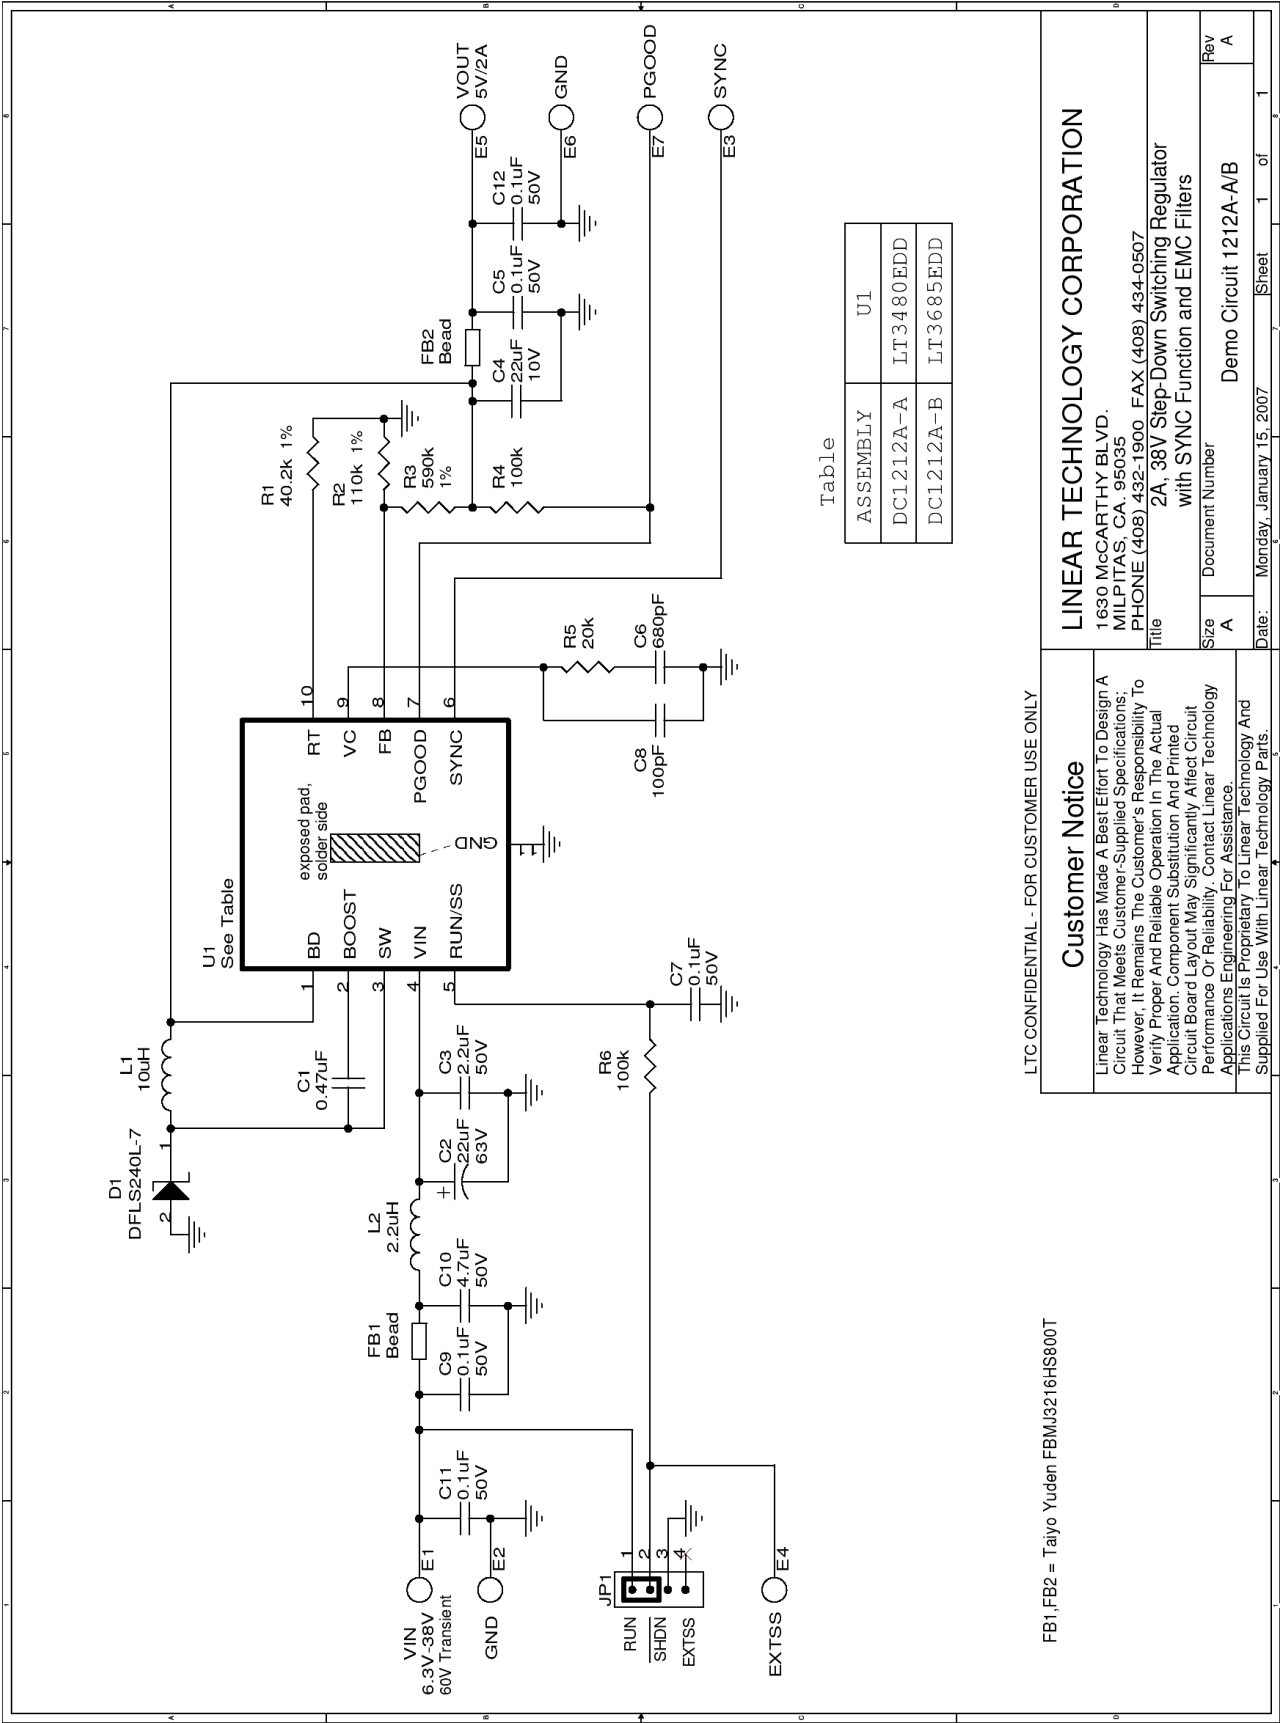 VIN
6.3V-38V
60V Transient
E1
GND
E2
C11
0.1uF
50V
C9
0.1uF
50V
FB1
Bead
C10
4.7uF
50V
L2
2.2uH
+
C2
22uF
63V
C3
2.2uF
50V
D1
DFLS240L-7
2
1
L1
10uH
C1
0.47uF
U1
See Table
1
2
3
4
5
BD
BOOST
SW
VIN
RUN/SS
exposed pad,
solder side
GND
11
RT
VC
FB
PGOOD
SYNC
10
9
8
7
6
R1
40.2k 1%
R2
110k 1%
R3
590k
1%
R4
100k
FB2
Bead
C4
22uF
10V
C5
0.1uF
50V
C12
0.1uF
50V
VOUT
5V/2A
E5
GND
E6
PGOOD
E7
SYNC
E3
R5
20k
C6
680pF
C8
100pF
R6
100k
C7
0.1uF
50V
JP1
RUN
SHDN
EXTSS
1
2
3
4
EXTSS
E4
Table
ASSEMBLY U1
DC1212A-A LT3480EDD
DC1212A-B LT3685EDD
FB1,FB2 = Taiyo Yuden FBMJ3216HS800T
LTC CONFIDENTIAL - FOR CUSTOMER USE ONLY
Customer Notice
Linear Technology Has Made A Best Effort To Design A
Circuit That Meets Customer-Supplied Specifications;
However, It Remains The Customer's Responsibility To
Verify Proper And Reliable Operation In The Actual
Application. Component Substitution And Printed
Circuit Board Layout May Significantly Affect Circuit
Performance Or Reliability. Contact Linear Technology
Applications Engineering For Assistance.
This Circuit Is Proprietary To Linear Technology And
Supplied For Use With Linear Technology Parts.
LINEAR TECHNOLOGY CORPORATION
1630 McCARTHY BLVD.
MILPITAS, CA. 95035
PHONE (408) 432-1900 FAX (408) 434-0507
Title
2A, 38V Step-Down Switching Regulator
with SYNC Function and EMC Filters
Size
A
Document Number
Demo Circuit 1212A-A/B
Rev
A
Date: Monday, January 15, 2007 Sheet 1 of 1